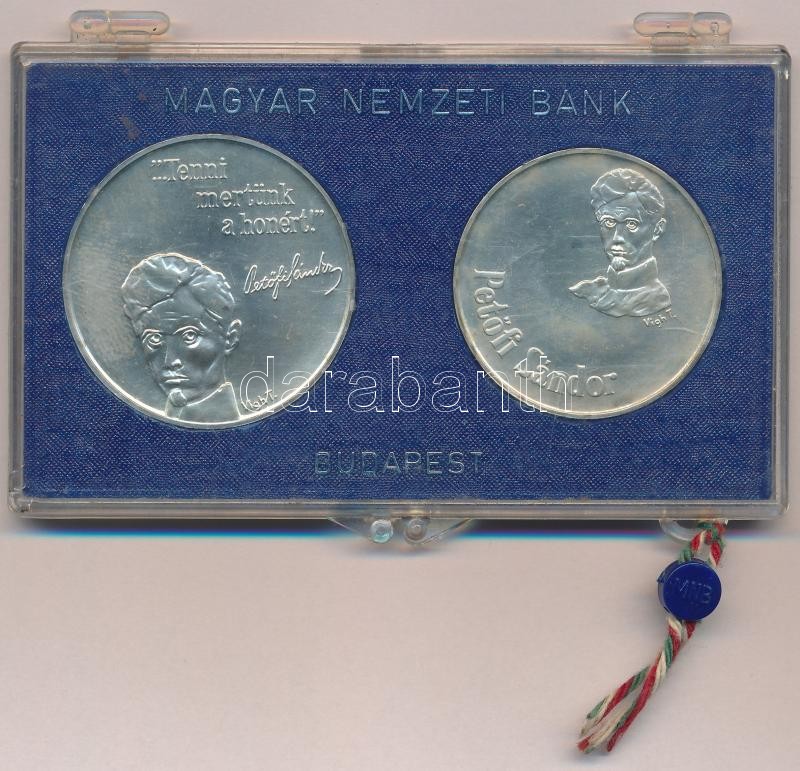 MAGYAR NEMZETI BANK
"Tenni
mertünk
a honért!"
Petőfi Sándor
Vigh T.
Petőfi Sándor
Vigh T.
darabanth
BUDAPEST
MNB